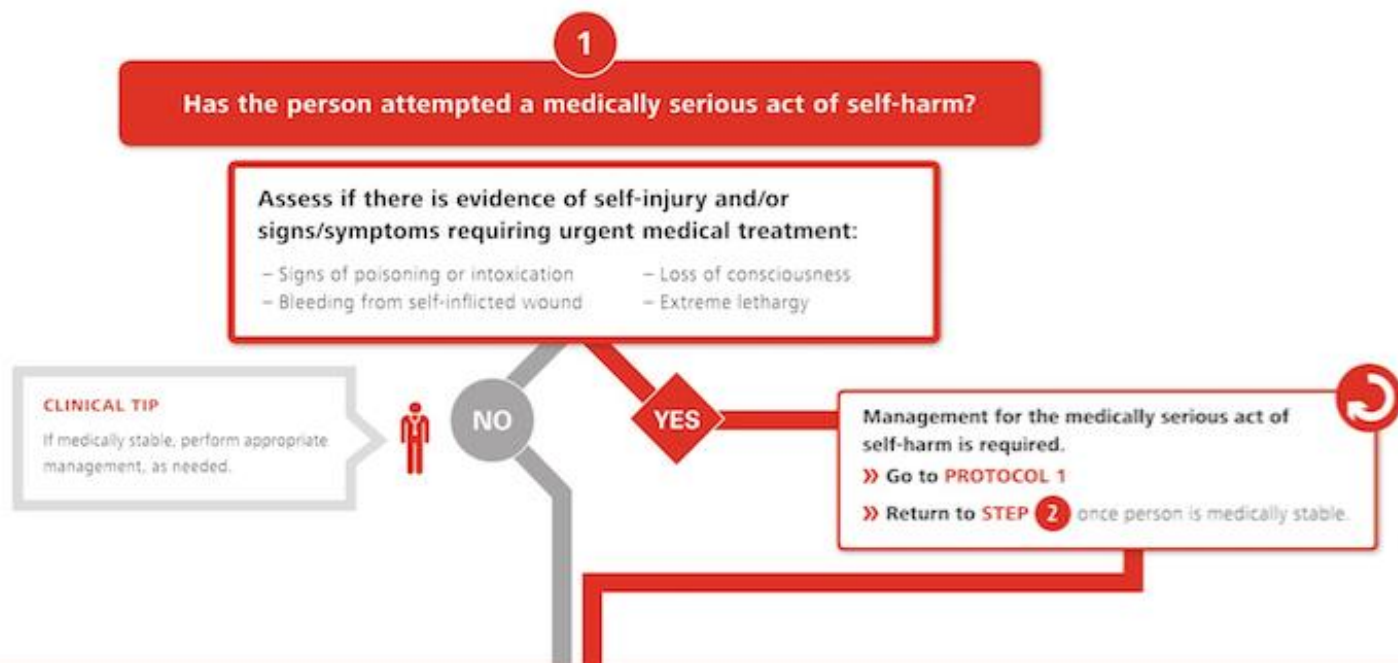 1
Has the person attempted a medically serious act of self-harm?
Assess if there is evidence of self-injury and/or
signs/symptoms requiring urgent medical treatment:
– Signs of poisoning or intoxication
– Bleeding from self-inflicted wound
– Loss of consciousness
– Extreme lethargy
CLINICAL TIP
If medically stable, perform appropriate
management, as needed.
NO
YES
Management for the medically serious act of
self-harm is required.
» Go to PROTOCOL 1
» Return to STEP 2 once person is medically stable.